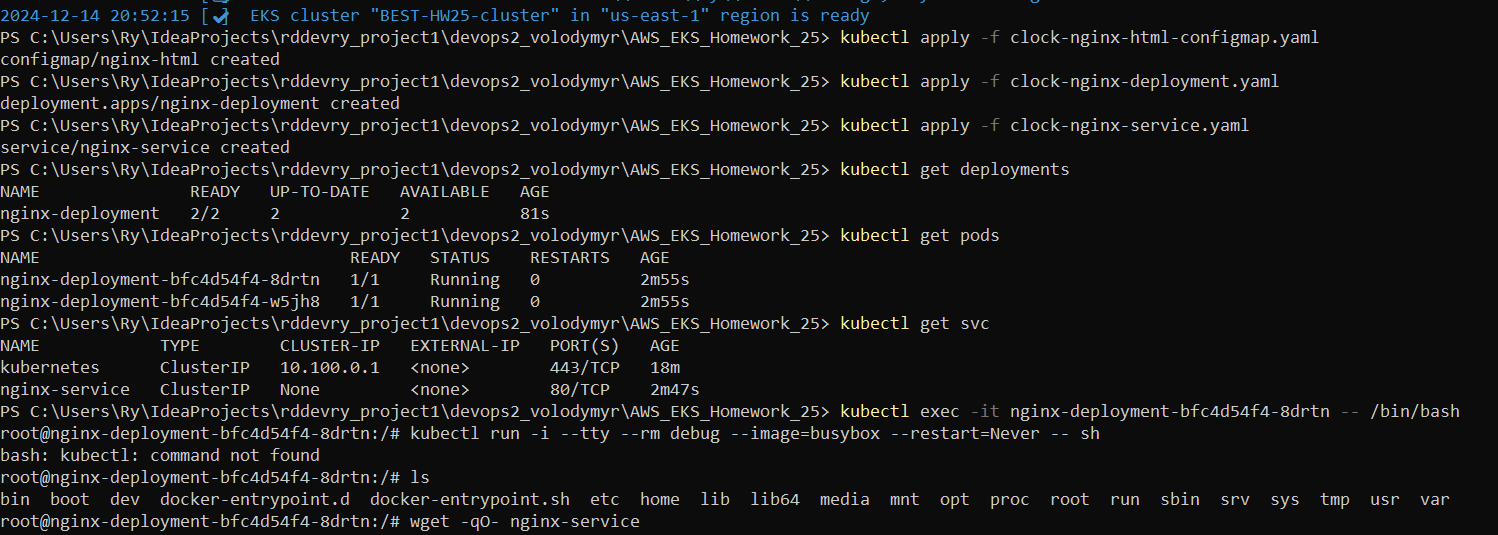 2024-12-14 20:52:15 [✔]  EKS cluster "BEST-HW25-cluster" in "us-east-1" region is ready
PS C:\Users\Ry\IdeaProjects\rddevry_project1\devops2_volodymyr\AWS_EKS_Homework_25> kubectl apply -f clock-nginx-html-configmap.yaml
configmap/nginx-html created
PS C:\Users\Ry\IdeaProjects\rddevry_project1\devops2_volodymyr\AWS_EKS_Homework_25> kubectl apply -f clock-nginx-deployment.yaml
deployment.apps/nginx-deployment created
PS C:\Users\Ry\IdeaProjects\rddevry_project1\devops2_volodymyr\AWS_EKS_Homework_25> kubectl apply -f clock-nginx-service.yaml
service/nginx-service created
PS C:\Users\Ry\IdeaProjects\rddevry_project1\devops2_volodymyr\AWS_EKS_Homework_25> kubectl get deployments
NAME               READY   UP-TO-DATE   AVAILABLE   AGE
nginx-deployment   2/2     2            2           81s
PS C:\Users\Ry\IdeaProjects\rddevry_project1\devops2_volodymyr\AWS_EKS_Homework_25> kubectl get pods
NAME                               READY   STATUS    RESTARTS   AGE
nginx-deployment-bfc4d54f4-8drtn   1/1     Running   0          2m55s
nginx-deployment-bfc4d54f4-w5jh8   1/1     Running   0          2m55s
PS C:\Users\Ry\IdeaProjects\rddevry_project1\devops2_volodymyr\AWS_EKS_Homework_25> kubectl get svc
NAME            TYPE        CLUSTER-IP   EXTERNAL-IP   PORT(S)   AGE
kubernetes      ClusterIP   10.100.0.1   <none>        443/TCP   18m
nginx-service   ClusterIP   None         <none>        80/TCP    2m47s
PS C:\Users\Ry\IdeaProjects\rddevry_project1\devops2_volodymyr\AWS_EKS_Homework_25> kubectl exec -it nginx-deployment-bfc4d54f4-8drtn -- /bin/bash
root@nginx-deployment-bfc4d54f4-8drtn:/# kubectl run -i --tty --rm debug --image=busybox --restart=Never -- sh
bash: kubectl: command not found
root@nginx-deployment-bfc4d54f4-8drtn:/# ls
bin  boot  dev  docker-entrypoint.d  docker-entrypoint.sh  etc  home  lib  lib64  media  mnt  opt  proc  root  run  sbin  srv  sys  tmp  usr  var
root@nginx-deployment-bfc4d54f4-8drtn:/# wget -qO- nginx-service